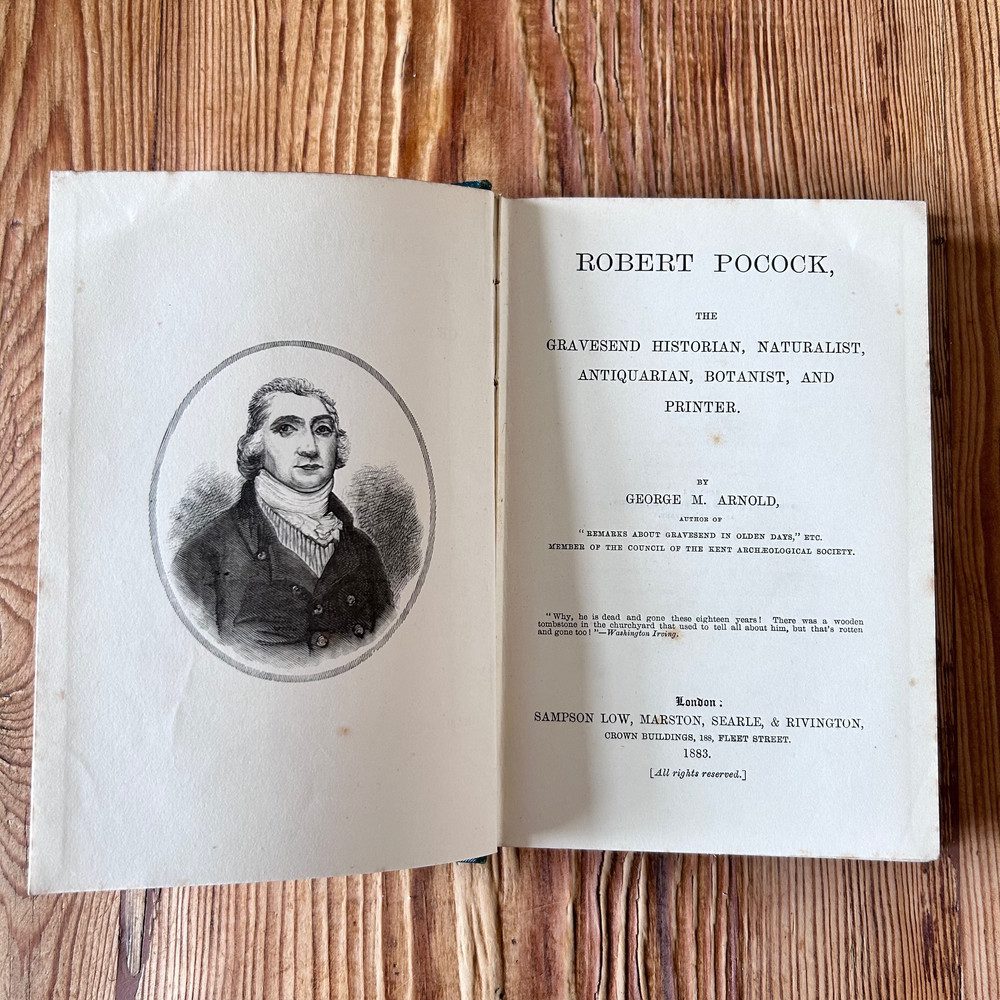 ROBERT POCOCK,
THE
GRAVESEND HISTORIAN, NATURALIST,
ANTIQUARIAN, BOTANIST, AND
PRINTER.
BY
GEORGE M. ARNOLD,
AUTHOR OF
"REMARKS ABOUT GRAVESEND IN OLDEN DAYS," ETC.
MEMBER OF THE COUNCIL OF THE KENT ARCHÆOLOGICAL SOCIETY.
"Why, he is dead and gone these eighteen years! There was a wooden
tombstone in the churchyard that used to tell all about him, but that's rotten
and gone too!"—Washington Irving.
London:
SAMPSON LOW, MARSTON, SEARLE, & RIVINGTON,
CROWN BUILDINGS, 188, FLEET STREET.
1883.
[All rights reserved.]